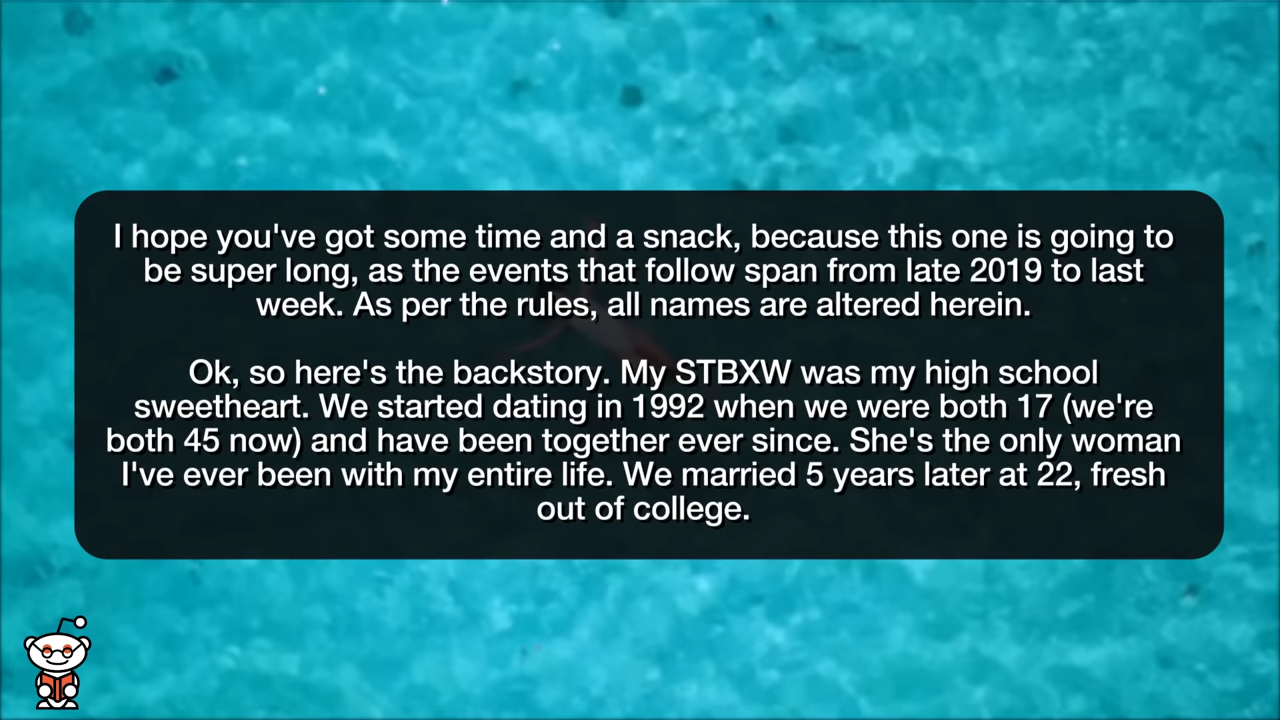 I hope you've got some time and a snack, because this one is going to
be super long, as the events that follow span from late 2019 to last
week. As per the rules, all names are altered herein.
Ok, so here's the backstory. My STBXW was my high school
sweetheart. We started dating in 1992 when we were both 17 (we're
both 45 now) and have been together ever since. She's the only woman
I've ever been with my entire life. We married 5 years later at 22, fresh
out of college.